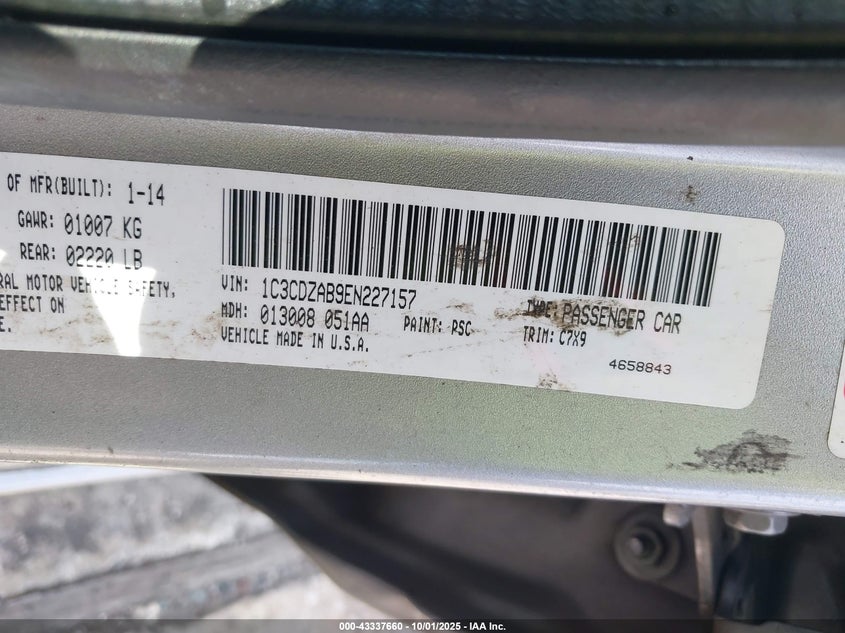 OF MFR(BUILT): 1-14
GAWR: 01007 KG
REAR: 02220 LB
RAL MOTOR VEHICLE SAFETY,
EFFECT ON
E.
VIN: 1C3CDZAB9EN227157
TYPE: PASSENGER CAR
MDH: 013008 051AA
PAINT: PSC
TRIM: C7X9
VEHICLE MADE IN U.S.A.
4658843
000-43337660 - 10/01/2025 - IAA Inc.